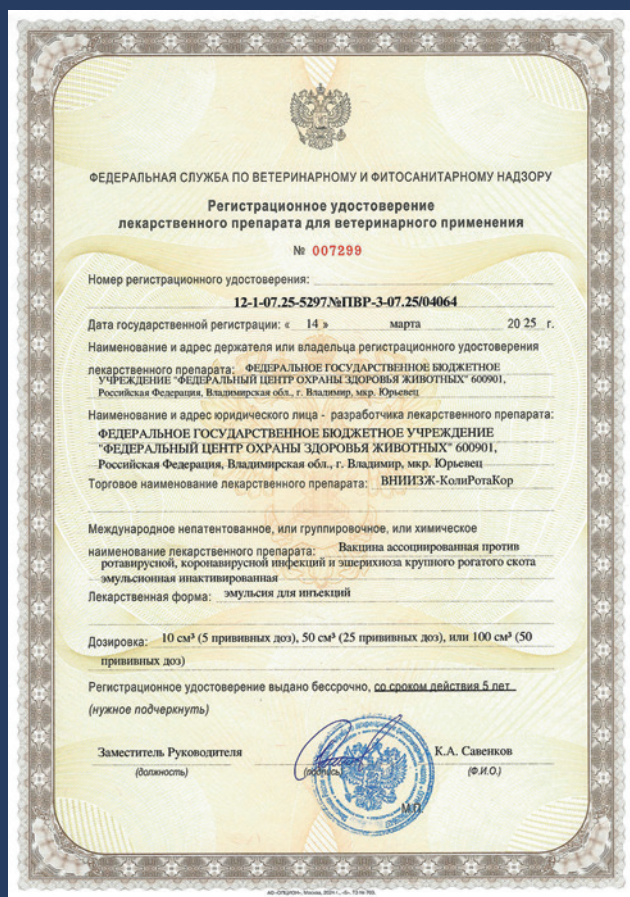 ФЕДЕРАЛЬНАЯ СЛУЖБА ПО ВЕТЕРИНАРНОМУ И ФИТОСАНИТАРНОМУ НАДЗОРУ
Регистрационное удостоверение
лекарственного препарата для ветеринарного применения
№ 007299
Номер регистрационного удостоверения:
12-1-07.25-5297№ПВР-3-07.25/04064
Дата государственной регистрации: « 14 » марта 20 25 г.
Наименование и адрес держателя или владельца регистрационного удостоверения
лекарственного препарата: ФЕДЕРАЛЬНОЕ ГОСУДАРСТВЕННОЕ БЮДЖЕТНОЕ
УЧРЕЖДЕНИЕ "ФЕДЕРАЛЬНЫЙ ЦЕНТР ОХРАНЫ ЗДОРОВЬЯ ЖИВОТНЫХ" 600901,
Российская Федерация, Владимирская обл., г. Владимир, мкр. Юрьевец
Наименование и адрес юридического лица - разработчика лекарственного препарата:
ФЕДЕРАЛЬНОЕ ГОСУДАРСТВЕННОЕ БЮДЖЕТНОЕ УЧРЕЖДЕНИЕ
"ФЕДЕРАЛЬНЫЙ ЦЕНТР ОХРАНЫ ЗДОРОВЬЯ ЖИВОТНЫХ" 600901,
Российская Федерация, Владимирская обл., г. Владимир, мкр. Юрьевец
Торговое наименование лекарственного препарата: ВНИИЗЖ-КолиРотаКор
Международное непатентованное, или группировочное, или химическое
наименование лекарственного препарата: Вакцина ассоциированная против
ротавирусной, коронавирусной инфекций и эшерихиоза крупного рогатого скота
эмульсионная инактивированная
Лекарственная форма: эмульсия для инъекций
Дозировка: 10 см³ (5 прививных доз), 50 см³ (25 прививных доз), или 100 см³ (50
прививных доз)
Регистрационное удостоверение выдано бессрочно, со сроком действия 5 лет
(нужное подчеркнуть)
Заместитель Руководителя К.А. Савенков
(должность) (подпись) (Ф.И.О.)
М.П.